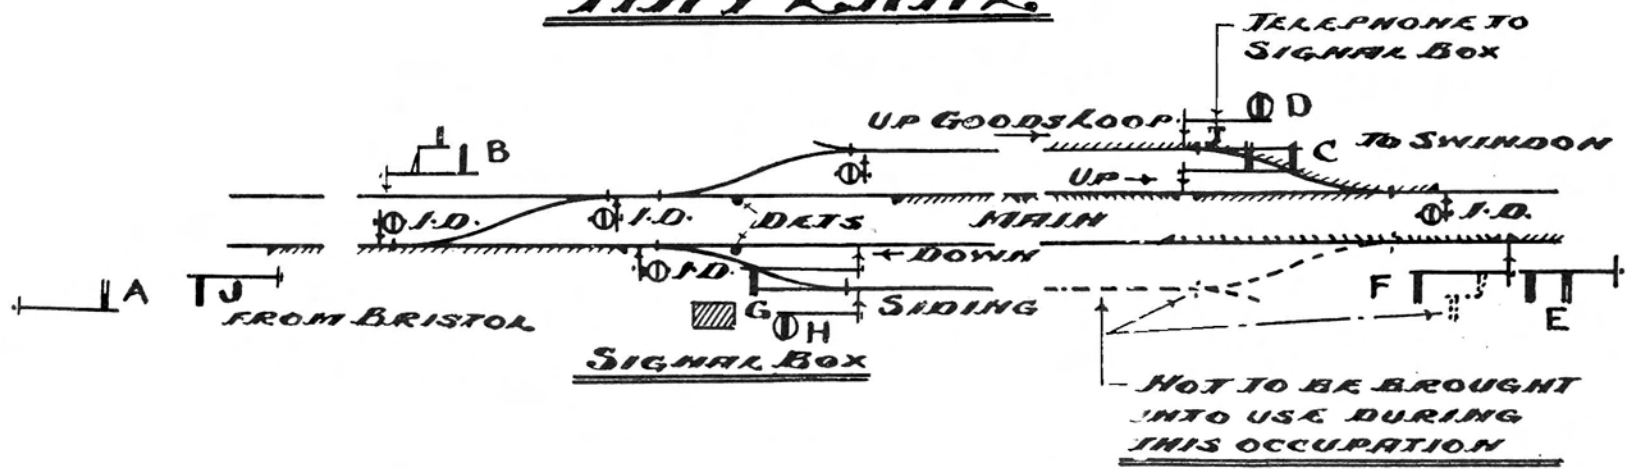 TELEPHONE TO
SIGNAL BOX
D
UP GOODS LOOP
T
B
C
TO SWINDON
UP
I.D.
I.D.
DETS
MAIN
I.D.
I.D.
DOWN
A
J
G
SIDING
F
FROM BRISTOL
H
E
SIGNAL BOX
NOT TO BE BROUGHT
INTO USE DURING
THIS OCCUPATION